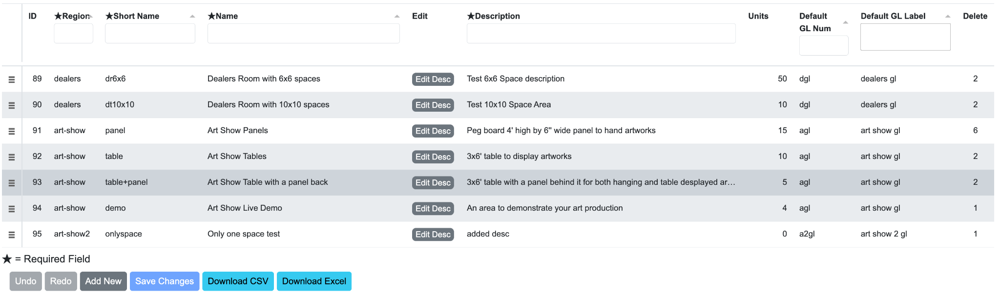 ID ★Region ★Short Name ★Name Edit ★Description Units Default GL Num Default GL Label Delete
89 dealers dr6x6 Dealers Room with 6x6 spaces Edit Desc Test 6x6 Space description 50 dgl dealers gl 2
90 dealers dt10x10 Dealers Room with 10x10 spaces Edit Desc Test 10x10 Space Area 10 dgl dealers gl 2
91 art-show panel Art Show Panels Edit Desc Peg board 4' high by 6" wide panel to hand artworks 15 agl art show gl 6
92 art-show table Art Show Tables Edit Desc 3x6' table to display artworks 10 agl art show gl 2
93 art-show table+panel Art Show Table with a panel back Edit Desc 3x6' table with a panel behind it for both hanging and table desplayed ar… 5 agl art show gl 2
94 art-show demo Art Show Live Demo Edit Desc An area to demonstrate your art production 4 agl art show gl 1
95 art-show2 onlyspace Only one space test Edit Desc added desc 0 a2gl art show 2 gl 1
★ = Required Field
Undo Redo Add New Save Changes Download CSV Download Excel